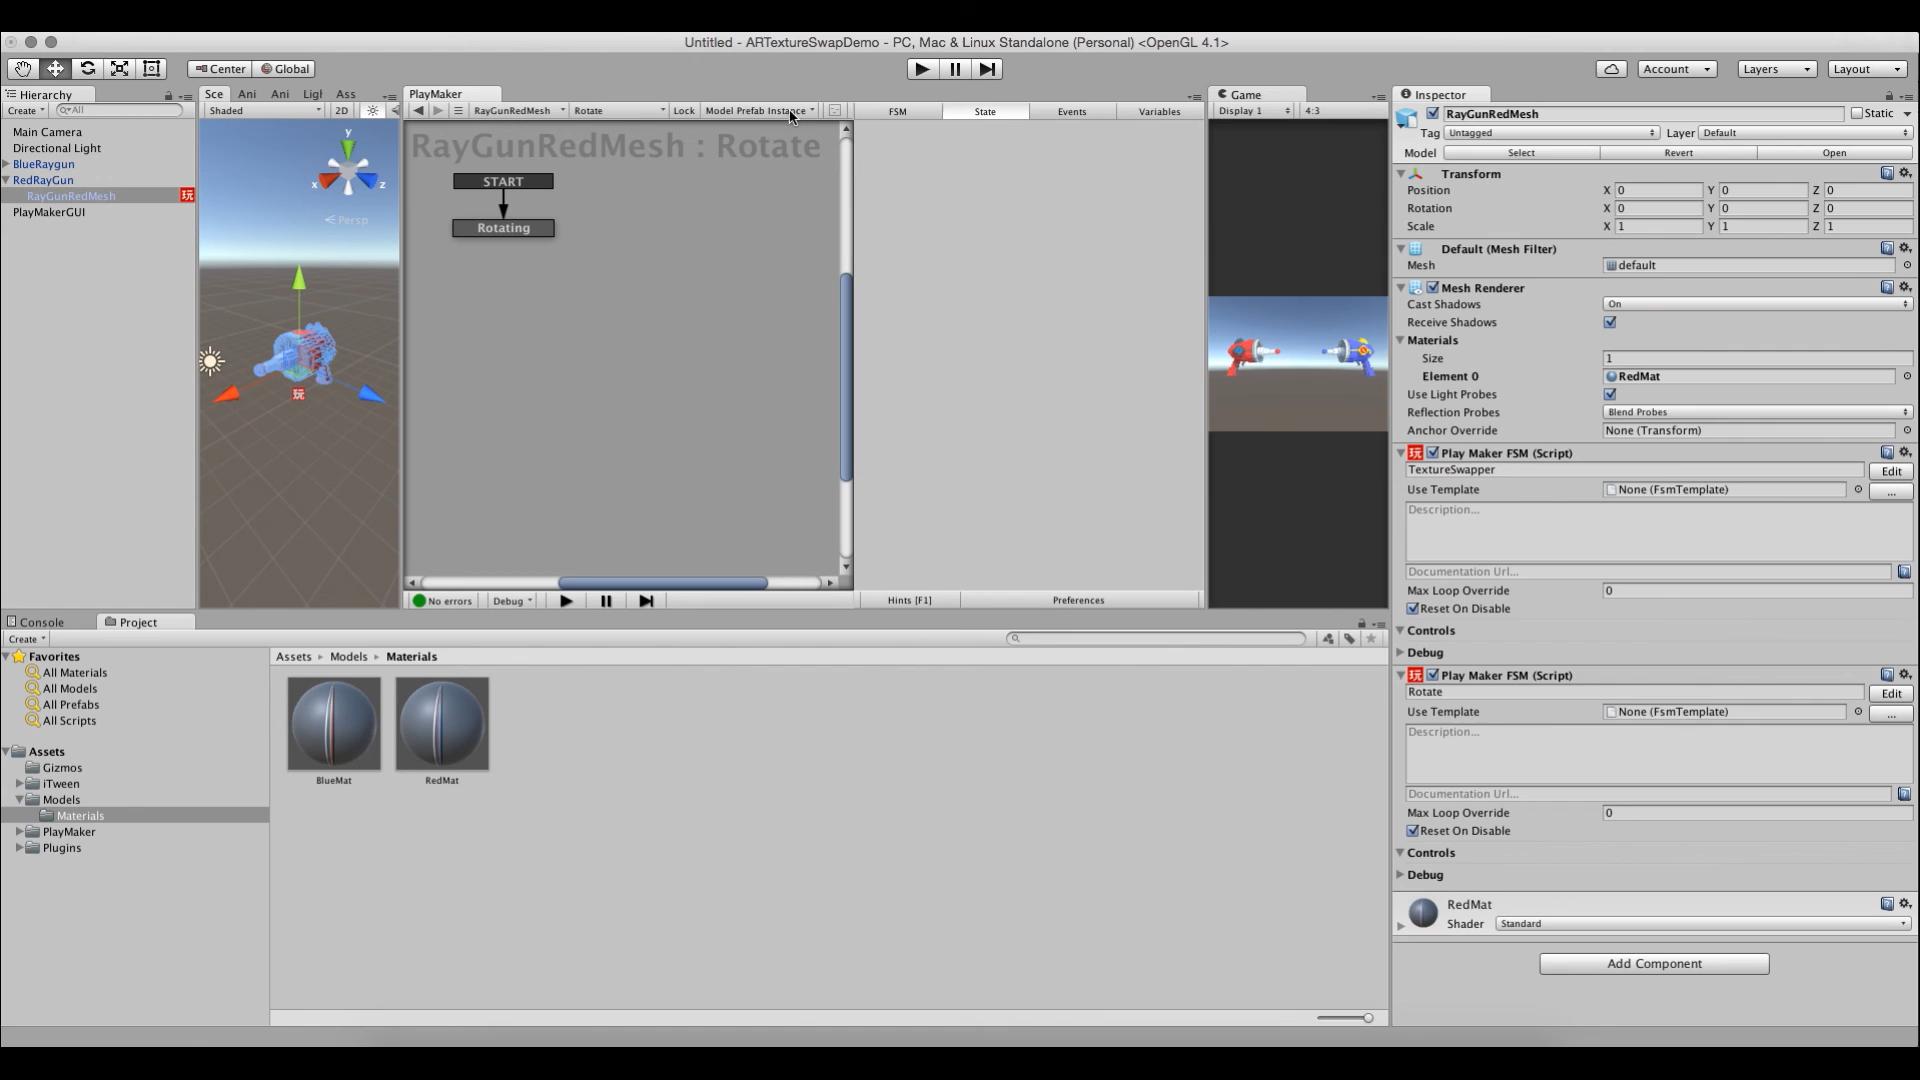 Untitled - ARTextureSwapDemo - PC, Mac & Linux Standalone (Personal) <OpenGL 4.1>
Center
Global
Account
Layers
Layout
Hierarchy
Create
All
Main Camera
Directional Light
BlueRaygun
RedRayGun
RayGunRedMesh
玩
PlayMakerGUI
Sce
Ani
Ani
Ligl
Ass
Shaded
2D
y
x
z
Persp
玩
PlayMaker
RayGunRedMesh
Rotate
Lock
Model Prefab Instance
RayGunRedMesh : Rotate
START
Rotating
No errors
Debug
FSM
State
Events
Variables
Hints [F1]
Preferences
Game
Display 1
4:3
Inspector
RayGunRedMesh
Static
Tag
Untagged
Layer
Default
Model
Select
Revert
Open
Transform
Position
X 0
Y 0
Z 0
Rotation
X 0
Y 0
Z 0
Scale
X 1
Y 1
Z 1
Default (Mesh Filter)
Mesh
default
Mesh Renderer
Cast Shadows
On
Receive Shadows
Materials
Size
1
Element 0
RedMat
Use Light Probes
Reflection Probes
Blend Probes
Anchor Override
None (Transform)
玩
Play Maker FSM (Script)
TextureSwapper
Edit
Use Template
None (FsmTemplate)
...
Description...
Documentation Url...
Max Loop Override
0
Reset On Disable
Controls
Debug
玩
Play Maker FSM (Script)
Rotate
Edit
Use Template
None (FsmTemplate)
...
Description...
Documentation Url...
Max Loop Override
0
Reset On Disable
Controls
Debug
RedMat
Shader
Standard
Add Component
Console
Project
Create
Favorites
All Materials
All Models
All Prefabs
All Scripts
Assets
Gizmos
iTween
Models
Materials
PlayMaker
Plugins
Assets
Models
Materials
BlueMat
RedMat